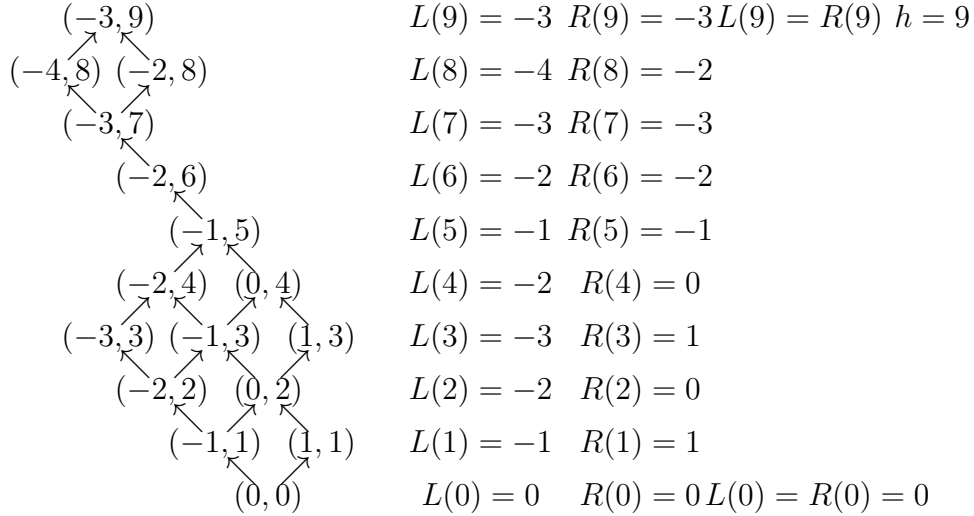 (−3, 9) L(9) = −3 R(9) = −3 L(9) = R(9) h = 9
(−4, 8) (−2, 8) L(8) = −4 R(8) = −2
(−3, 7) L(7) = −3 R(7) = −3
(−2, 6) L(6) = −2 R(6) = −2
(−1, 5) L(5) = −1 R(5) = −1
(−2, 4) (0, 4) L(4) = −2 R(4) = 0
(−3, 3) (−1, 3) (1, 3) L(3) = −3 R(3) = 1
(−2, 2) (0, 2) L(2) = −2 R(2) = 0
(−1, 1) (1, 1) L(1) = −1 R(1) = 1
(0, 0) L(0) = 0 R(0) = 0 L(0) = R(0) = 0